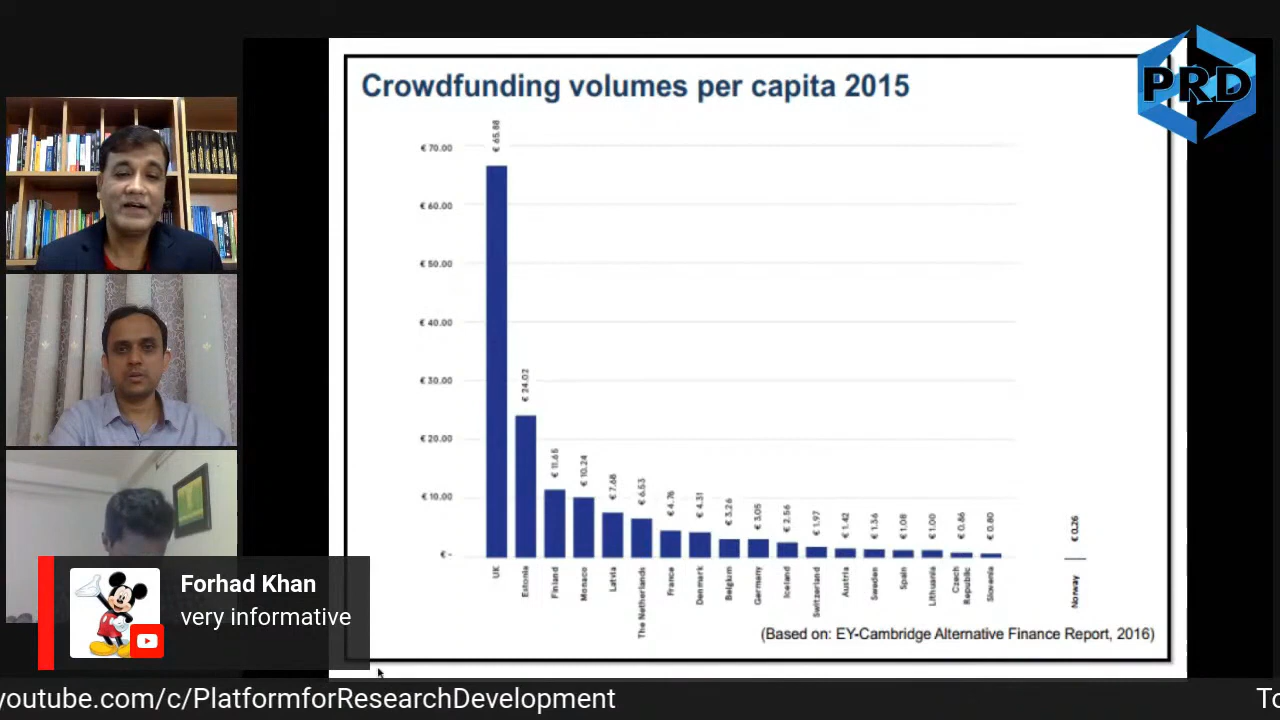 Crowdfunding volumes per capita 2015
PRD
€ 70.00
€ 60.00
€ 50.00
€ 40.00
€ 30.00
€ 20.00
€ 10.00
€ -
€ 65.88
€ 24.02
€ 11.65
€ 10.24
€ 7.68
€ 6.53
€ 4.76
€ 4.31
€ 3.26
€ 3.05
€ 2.56
€ 1.97
€ 1.42
€ 1.36
€ 1.08
€ 1.00
€ 0.86
€ 0.80
€ 0.26
UK
Estonia
Finland
Monaco
Latvia
The Netherlands
France
Denmark
Belgium
Germany
Iceland
Switzerland
Austria
Sweden
Spain
Lithuania
Czech
Republic
Slovenia
Norway
(Based on: EY-Cambridge Alternative Finance Report, 2016)
Forhad Khan
very informative
youtube.com/c/PlatformforResearchDevelopment
To